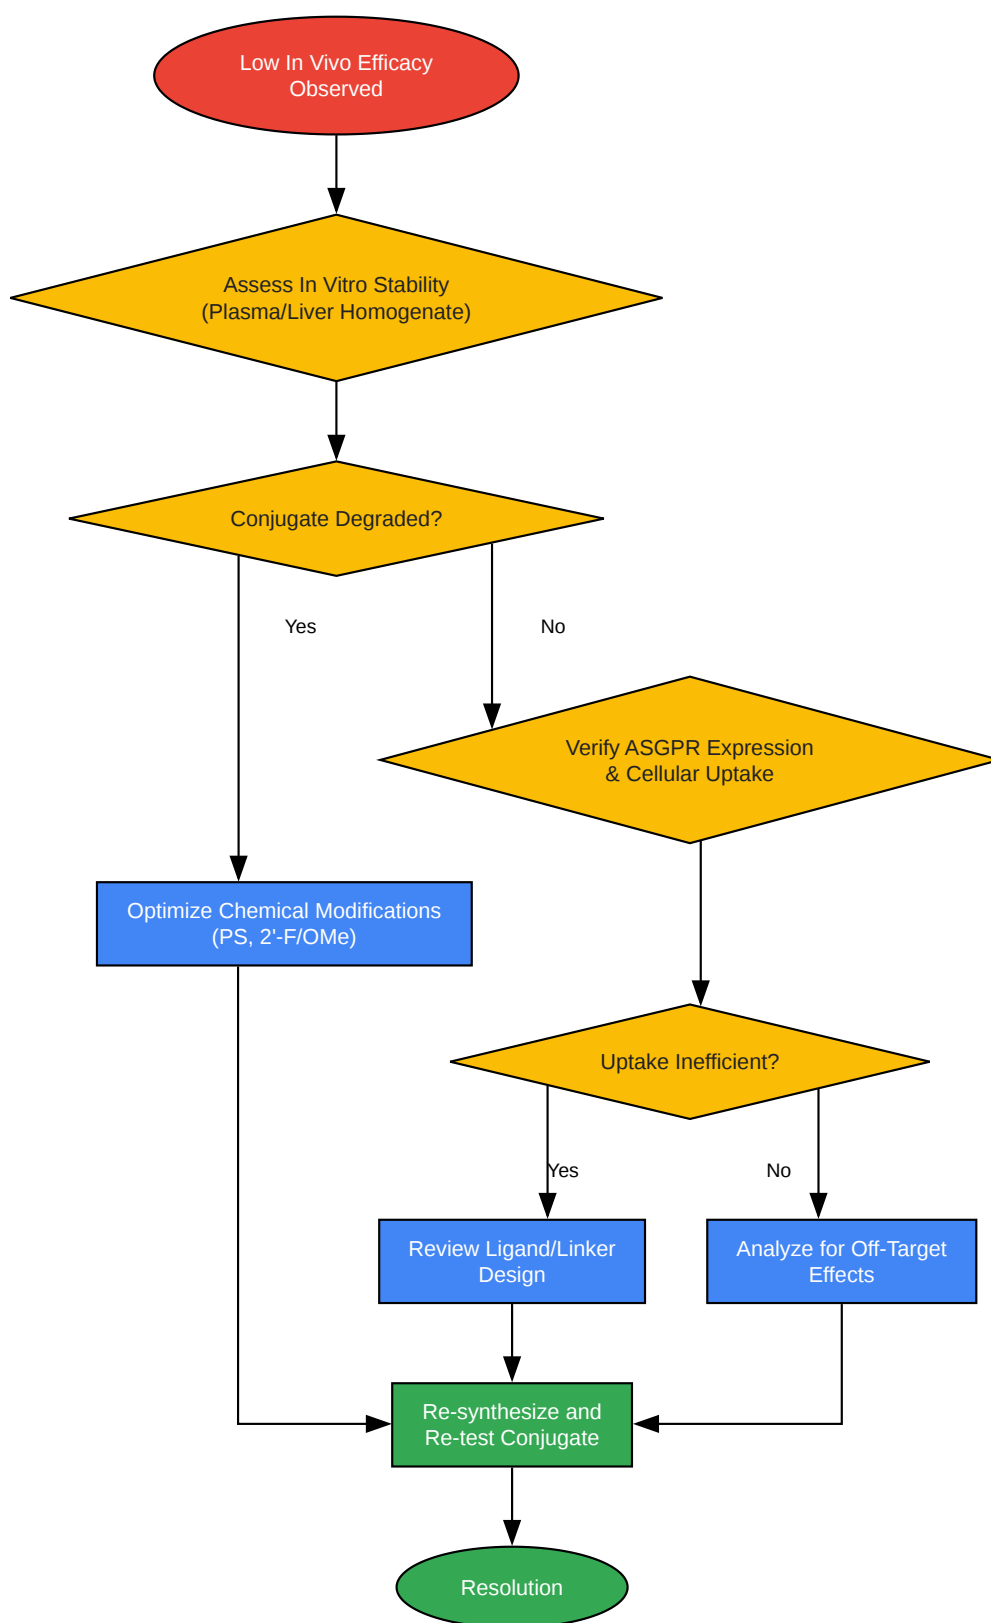 Low In Vivo Efficacy
Observed
Assess In Vitro Stability
(Plasma/Liver Homogenate)
Conjugate Degraded?
Yes
No
Verify ASGPR Expression
& Cellular Uptake
Optimize Chemical Modifications
(PS, 2'-F/OMe)
Uptake Inefficient?
Yes
No
Review Ligand/Linker
Design
Analyze for Off-Target
Effects
Re-synthesize and
Re-test Conjugate
Resolution